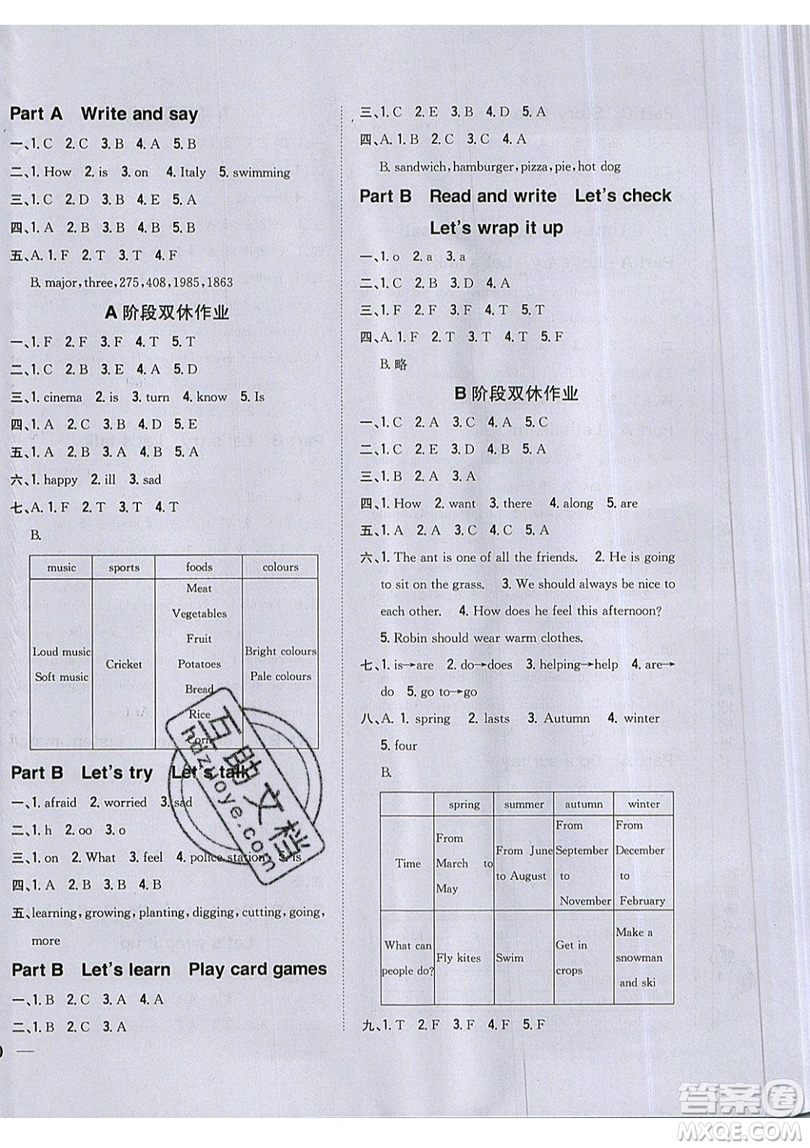 Part A Write and say
一、1. C 2. C 3. B 4. A 5. B
二、1. How 2. is 3. on 4. Italy 5. swimming
三、1. C 2. D 3. B 4. B 5. A
四、1. A 2. B 3. A 4. B 5. B
五、A. 1. F 2. T 3. F
B. major, three, 275, 408, 1985, 1863
A 阶段双休作业
一、1. F 2. F 3. F 4. T 5. T
二、1. B 2. C 3. E 4. A 5. D
三、1. cinema 2. is 3. turn 4. know 5. Is
四、1. A 2. C 3. B 4. D 5. E
五、1. A 2. C 3. A 4. B 5. B
六、1. happy 2. ill 3. sad
七、A. 1. F 2. T 3. T 4. T
B.
music sports foods colours
Loud music
Soft music
Cricket
Meat
Vegetables
Fruit
Potatoes
Bread
Rice
Corn
Bright colours
Pale colours
Part B Let's try Let's talk
一、1. afraid 2. worried 3. sad
二、1. h 2. oo 3. o
三、1. on 2. What 3. feel 4. police station 5. is
四、1. A 2. B 3. A 4. B
五、learning, growing, planting, digging, cutting, going,
more
Part B Let's learn Play card games
一、1. B 2. C 3. A 4. A 5. A
二、1. B 2. C 3. A
三、1. C 2. E 3. B 4. D 5. A
四、A. 1. F 2. T 3. F 4. F 5. T
B. sandwich, hamburger, pizza, pie, hot dog
Part B Read and write Let's check
Let's wrap it up
一、1. o 2. a 3. a
二、1. C 2. C 3. B 4. A 5. B
三、1. F 2. F 3. F 4. T 5. T
四、A. 1. F 2. T 3. T 4. T 5. F
B. 略
B 阶段双休作业
一、1. C 2. A 3. C 4. A 5. B
二、1. C 2. C 3. A 4. A 5. A
三、1. B 2. A 3. A
四、1. How 2. want 3. there 4. along 5. are
五、1. A 2. A 3. C 4. C 5. A
六、1. The ant is one of all the friends. 2. He is going
to sit on the grass. 3. We should always be nice to
each other. 4. How does he feel this afternoon?
5. Robin should wear warm clothes.
七、1. is→are 2. do→does 3. helping→help 4. are→
do 5. go to→go
八、A. 1. spring 2. lasts 3. Autumn 4. winter
5. four
B.
spring summer autumn winter
Time
From March to May
From June to August
From September to November
From December to February
What can people do?
Fly kites
Swim
Get in crops
Make a snowman and ski
九、1. T 2. F 3. F 4. F 5. F
互助文档
hdzuoye.com
答案圈
MXQE.COM